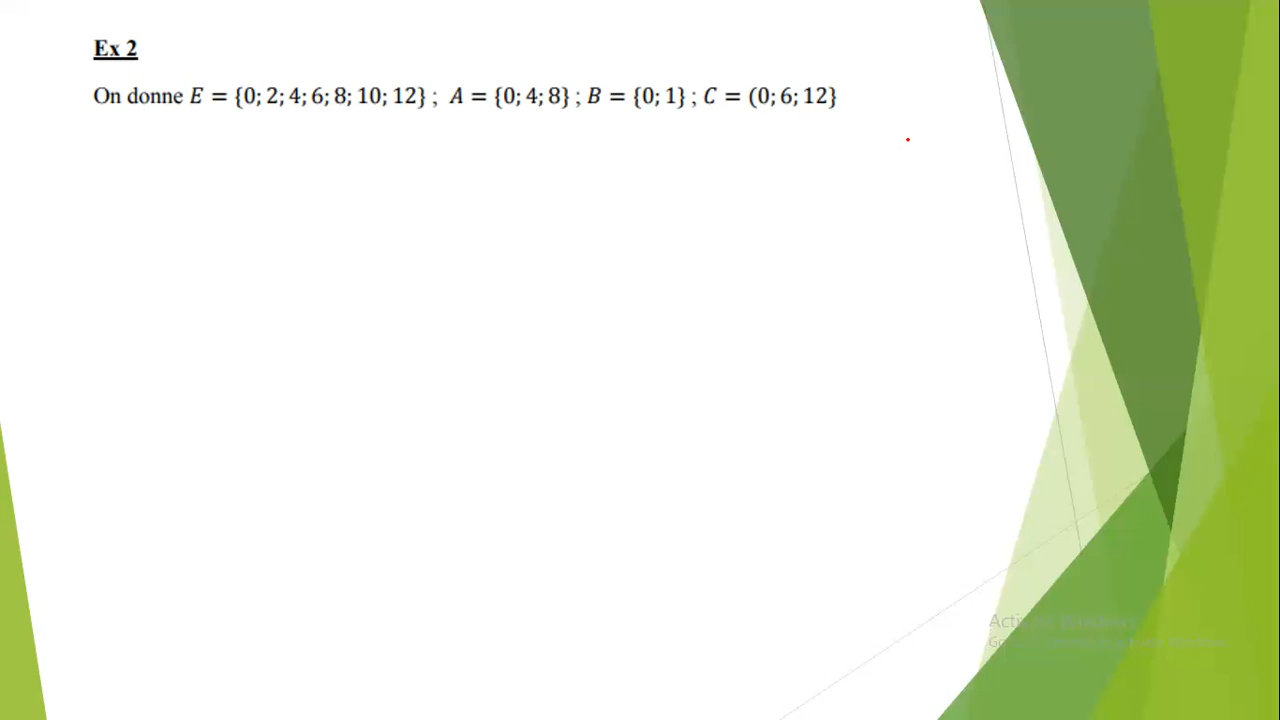 Ex 2
On donne E = {0; 2; 4; 6; 8; 10; 12} ; A = {0; 4; 8} ; B = {0; 1} ; C = (0; 6; 12}